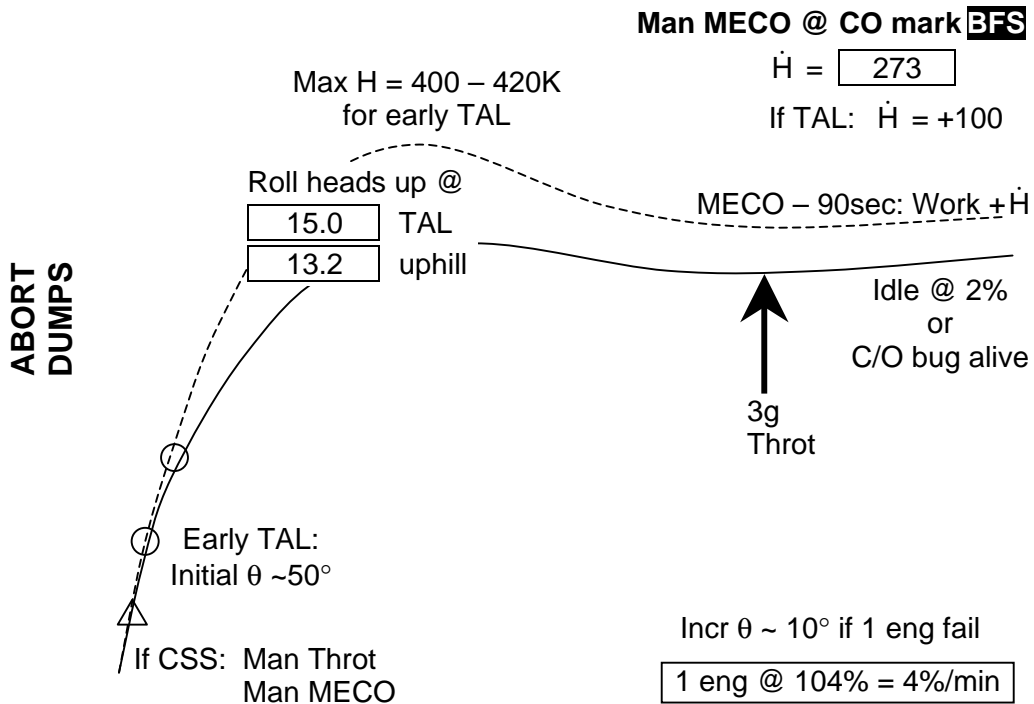 Man MECO @ CO mark BFS
Ḣ = 273
If TAL: Ḣ = +100
Max H = 400 – 420K
for early TAL
Roll heads up @
15.0 TAL
13.2 uphill
MECO – 90sec: Work +Ḣ
ABORT
DUMPS
Idle @ 2%
or
C/O bug alive
3g
Throt
Early TAL:
Initial θ ~50°
If CSS: Man Throt
Man MECO
Incr θ ~ 10° if 1 eng fail
1 eng @ 104% = 4%/min